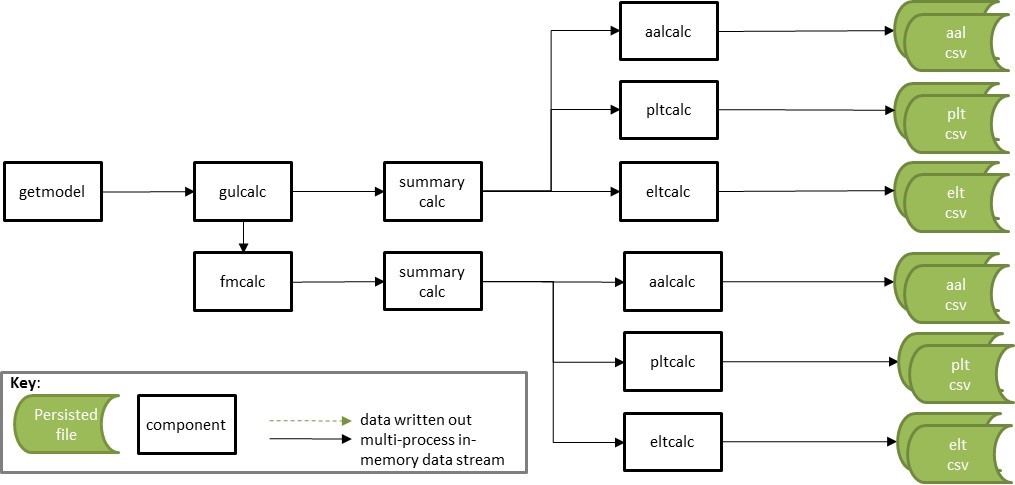 aalcalc
aal
csv
pltcalc
plt
csv
getmodel
gulcalc
summary
calc
eltcalc
elt
csv
fmcalc
summary
calc
aalcalc
aal
csv
pltcalc
plt
csv
Key:
Persisted
file
component
data written out
multi-process in-
memory data stream
eltcalc
elt
csv